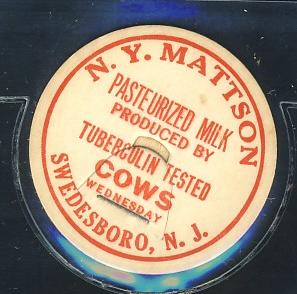 N. Y. MATTSON
PASTEURIZED MILK
PRODUCED BY
TUBERCULIN TESTED
COWS
WEDNESDAY
SWEDESBORO, N. J.